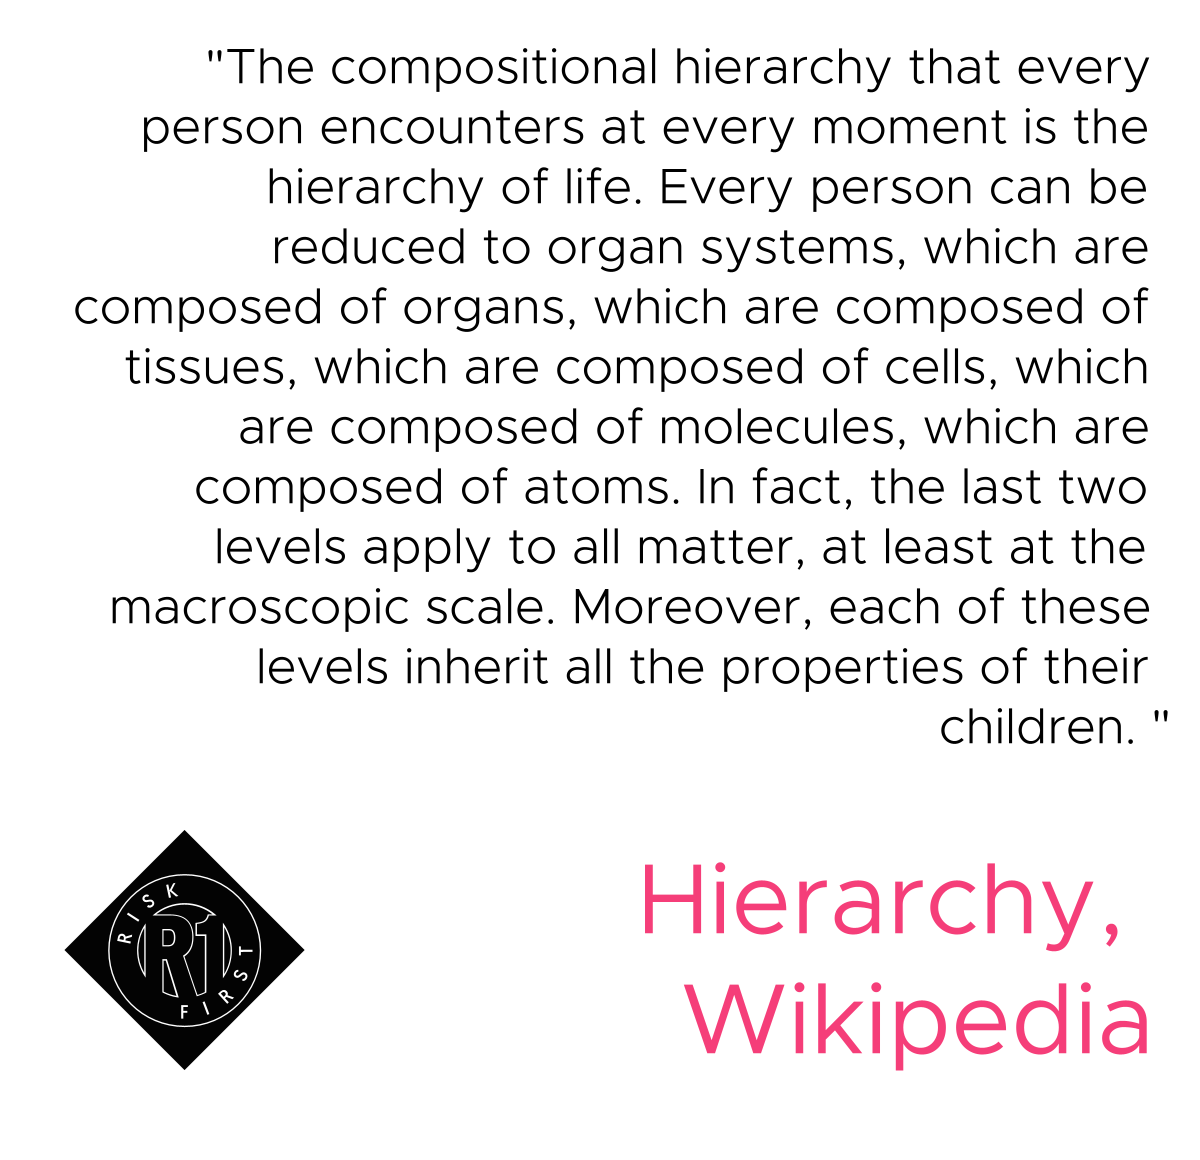 "The compositional hierarchy that every
person encounters at every moment is the
hierarchy of life. Every person can be
reduced to organ systems, which are
composed of organs, which are composed of
tissues, which are composed of cells, which
are composed of molecules, which are
composed of atoms. In fact, the last two
levels apply to all matter, at least at the
macroscopic scale. Moreover, each of these
levels inherit all the properties of their
children. "
RISK
R1
FIRST
Hierarchy,
Wikipedia